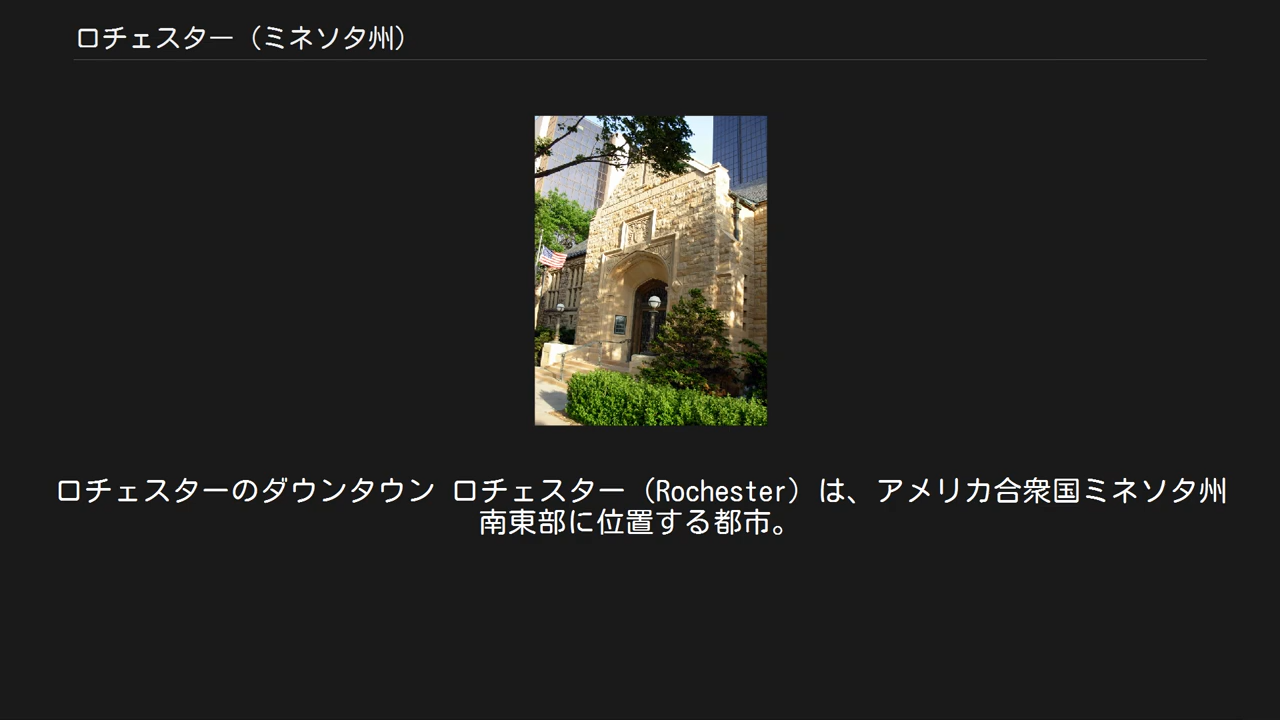 ロチェスター（ミネソタ州）
ロチェスターのダウンタウン ロチェスター（Rochester）は、アメリカ合衆国ミネソタ州
南東部に位置する都市。